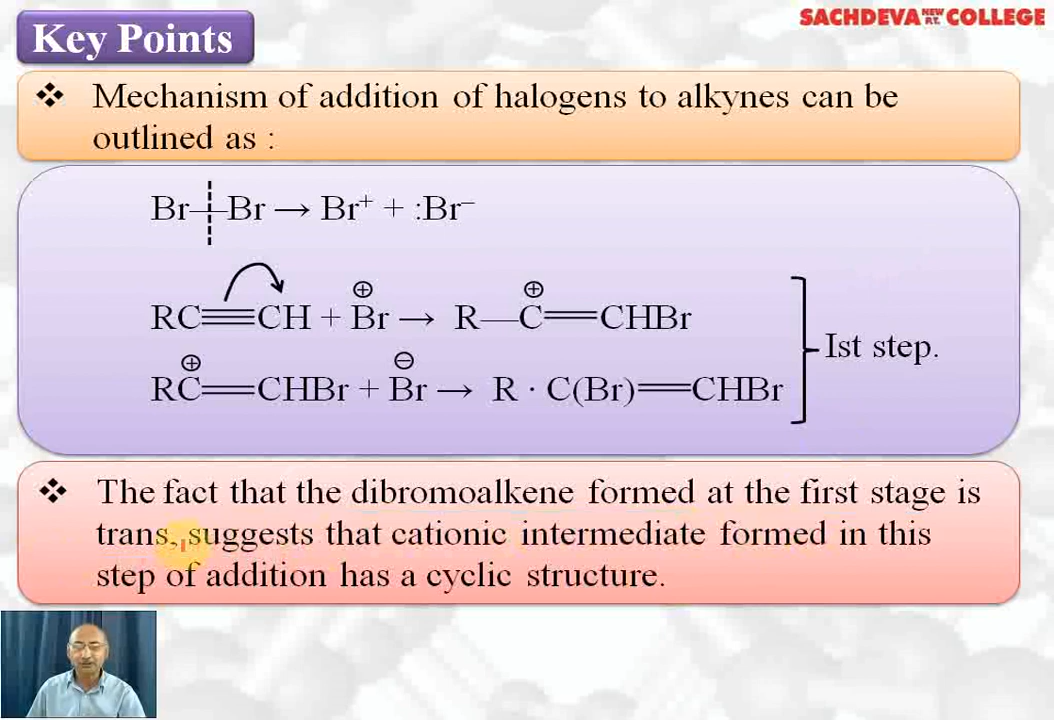 SACHDEVA NEW P.T. COLLEGE
Key Points
❖ Mechanism of addition of halogens to alkynes can be
outlined as :
Br—Br → Br⁺ + :Br⁻
RC≡CH + Br⊕ → R—C⊕=CHBr
RC⊕=CHBr + Br⊖ → R · C(Br)=CHBr
Ist step.
❖ The fact that the dibromoalkene formed at the first stage is
trans, suggests that cationic intermediate formed in this
step of addition has a cyclic structure.